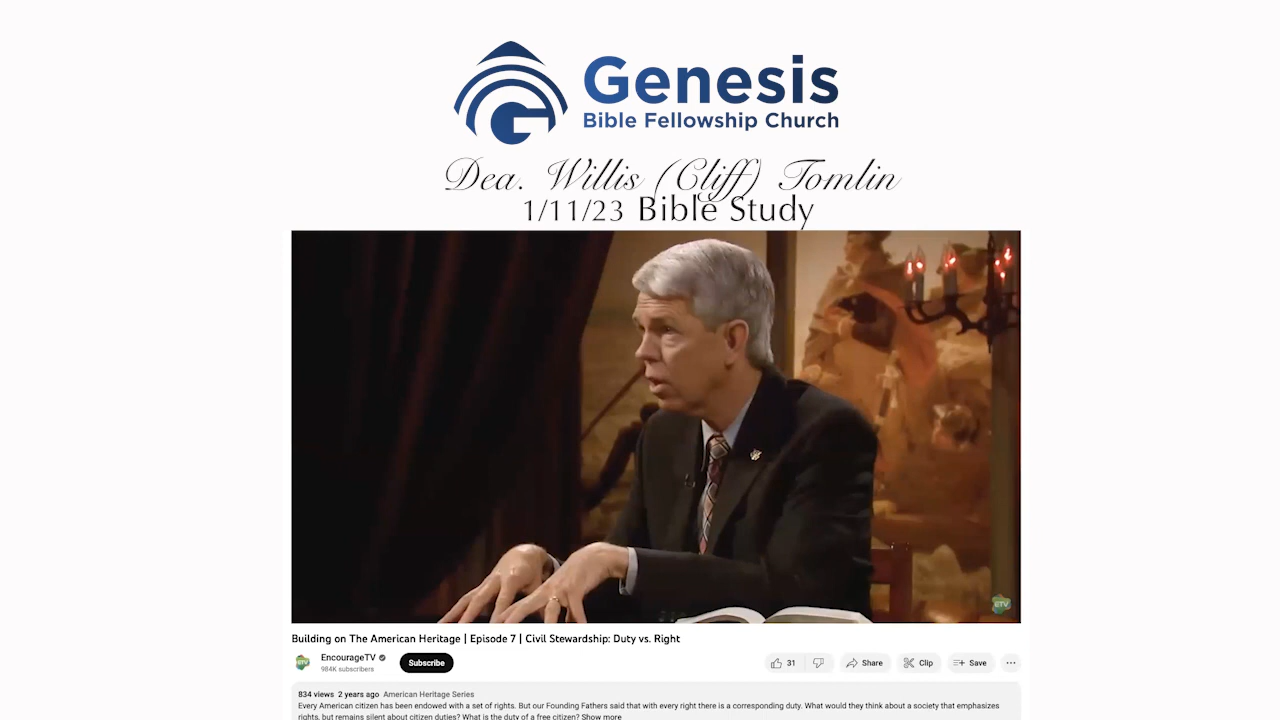 Genesis
Bible Fellowship Church
Dea. Willis (Cliff) Tomlin
1/11/23 Bible Study
ETV
Building on The American Heritage | Episode 7 | Civil Stewardship: Duty vs. Right
ETV
EncourageTV
984K subscribers
Subscribe
31
Share
Clip
Save
834 views 2 years ago American Heritage Series
Every American citizen has been endowed with a set of rights. But our Founding Fathers said that with every right there is a corresponding duty. What would they think about a society that emphasizes
rights, but remains silent about citizen duties? What is the duty of a free citizen? Show more